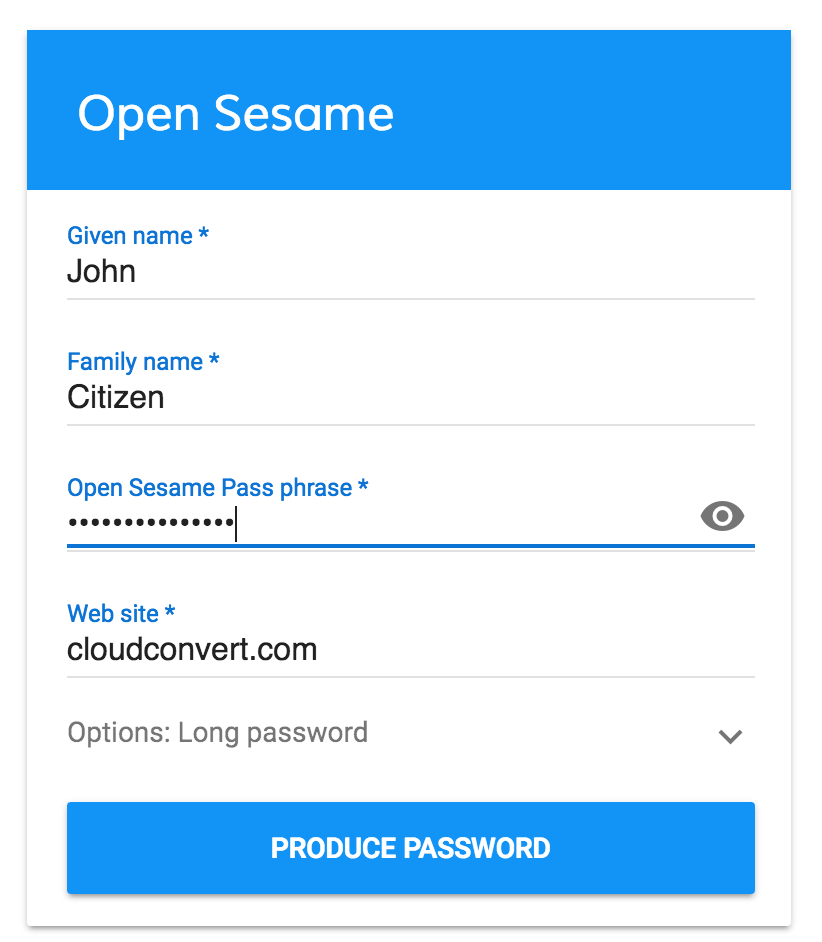 Open Sesame
Given name *
John
Family name *
Citizen
Open Sesame Pass phrase *
•••••••••••••••
Web site *
cloudconvert.com
Options: Long password
PRODUCE PASSWORD